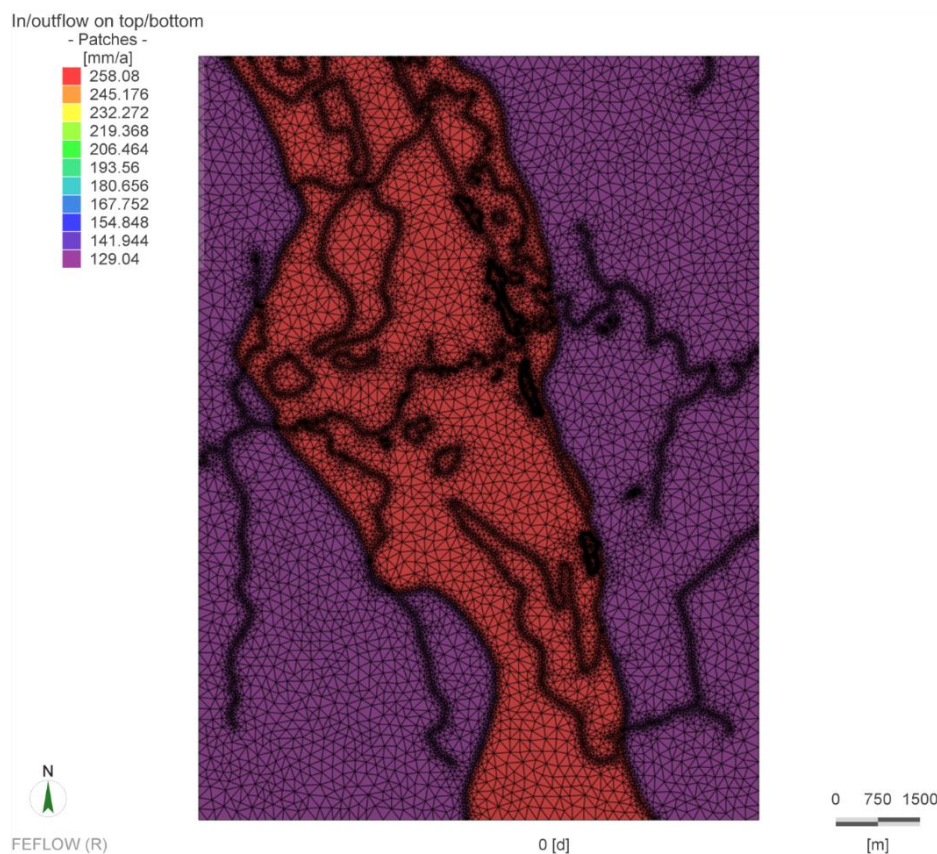 In/outflow on top/bottom
- Patches -
[mm/a]
258.08
245.176
232.272
219.368
206.464
193.56
180.656
167.752
154.848
141.944
129.04
N
FEFLOW (R)
0 [d]
0 750 1500
[m]